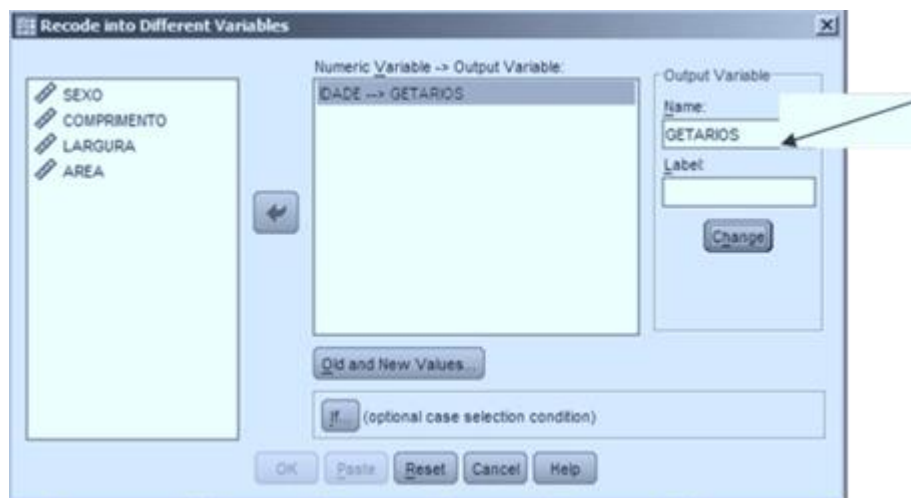 Recode into Different Variables
SEXO
COMPRIMENTO
LARGURA
AREA
Numeric Variable -> Output Variable:
IDADE --> GETARIOS
Output Variable
Name:
GETARIOS
Label:
Change
Old and New Values...
If... (optional case selection condition)
OK Paste Reset Cancel Help